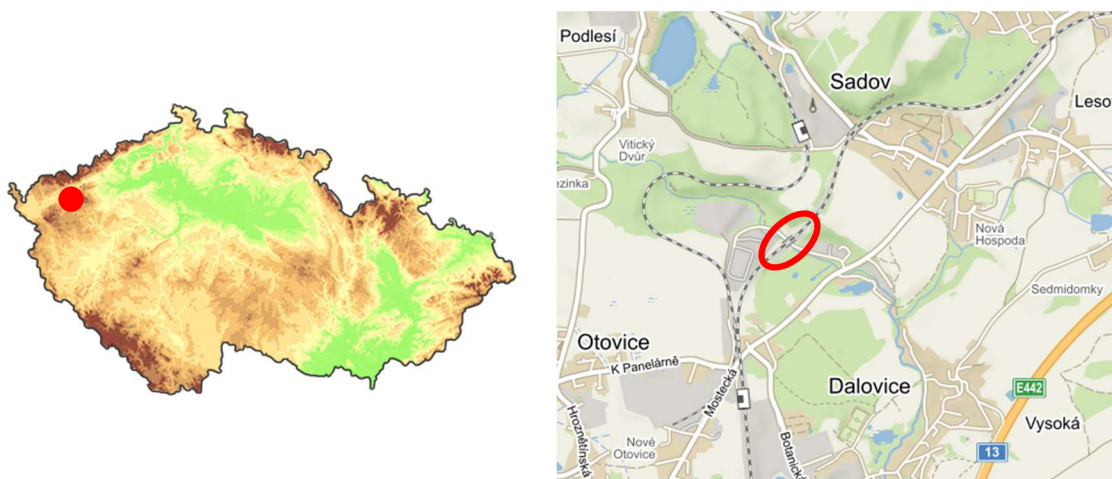 Podlesí
Sadov
Vitický
Dvůr
ezinka
Leso
Nová
Hospoda
Sedmidomky
Otovice
K Panelárně
Mostecká
Dalovice
E442
Vysoká
13
Hroznětínská
Nové
Otovice
Botanická